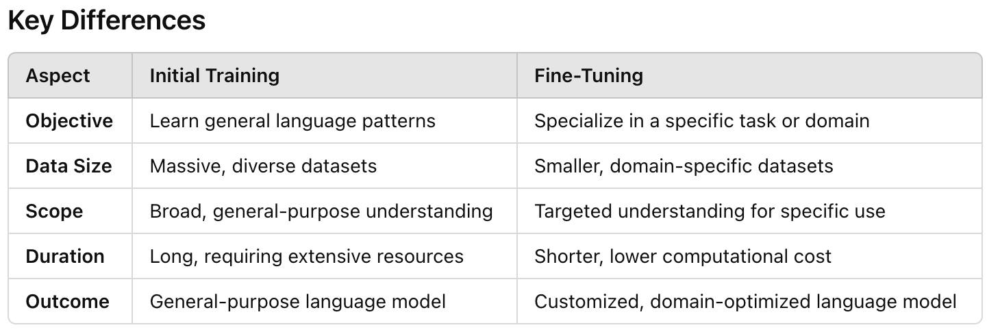 Key Differences
Aspect Initial Training Fine-Tuning
Objective Learn general language patterns Specialize in a specific task or domain
Data Size Massive, diverse datasets Smaller, domain-specific datasets
Scope Broad, general-purpose understanding Targeted understanding for specific use
Duration Long, requiring extensive resources Shorter, lower computational cost
Outcome General-purpose language model Customized, domain-optimized language model